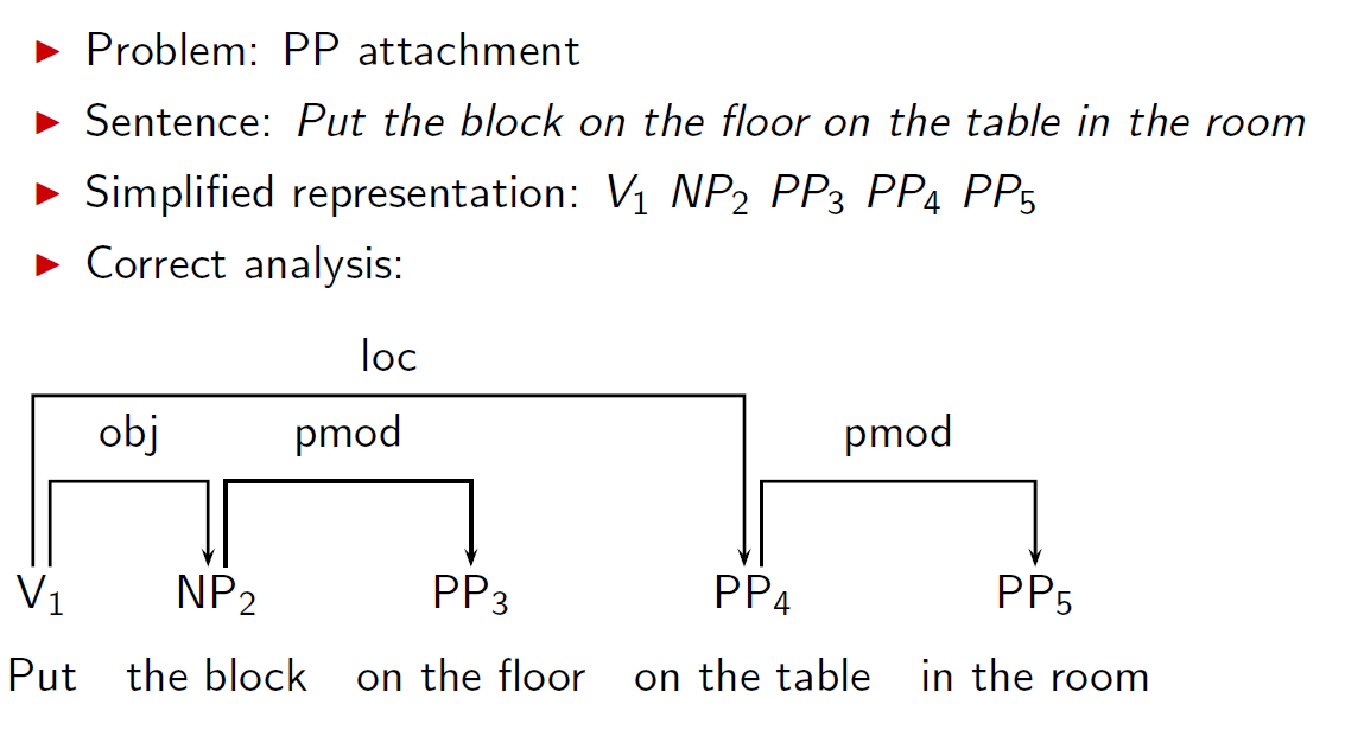 ▶ Problem: PP attachment
▶ Sentence: Put the block on the floor on the table in the room
▶ Simplified representation: V₁ NP₂ PP₃ PP₄ PP₅
▶ Correct analysis:
loc
obj pmod pmod
V₁ NP₂ PP₃ PP₄ PP₅
Put the block on the floor on the table in the room